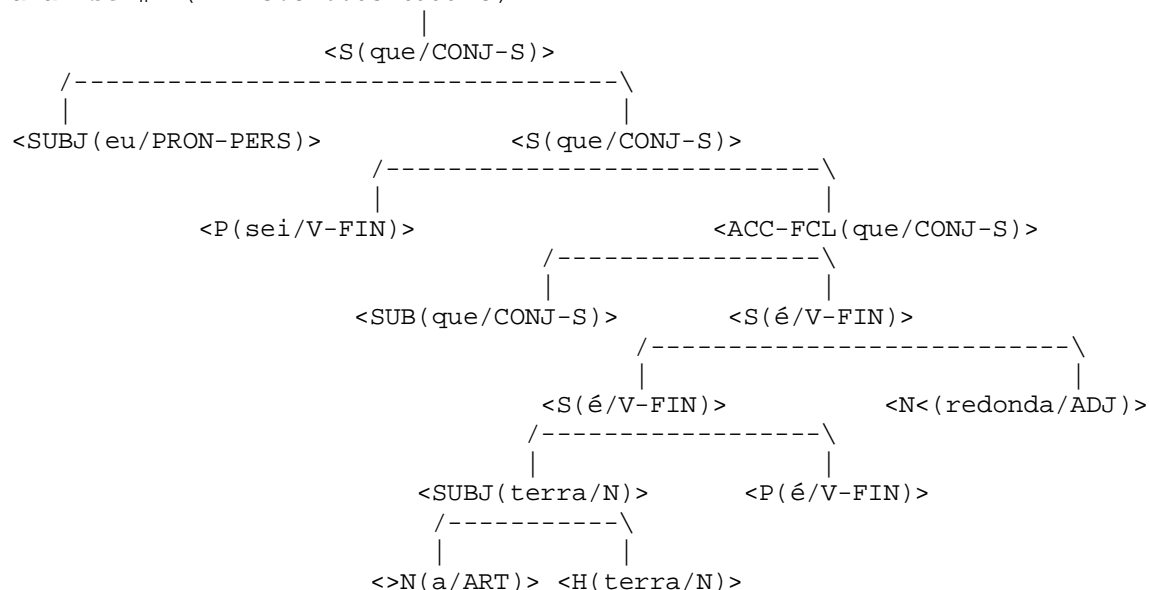 <S(que/CONJ-S)>
/-----------------------------------\
<SUBJ(eu/PRON-PERS)> <S(que/CONJ-S)>
/----------------------------\
<P(sei/V-FIN)> <ACC-FCL(que/CONJ-S)>
/-----------------\
<SUB(que/CONJ-S)> <S(é/V-FIN)>
/---------------------------\
<S(é/V-FIN)> <N<(redonda/ADJ)>
/------------------\
<SUBJ(terra/N)> <P(é/V-FIN)>
/-----------\
<>N(a/ART)> <H(terra/N)>